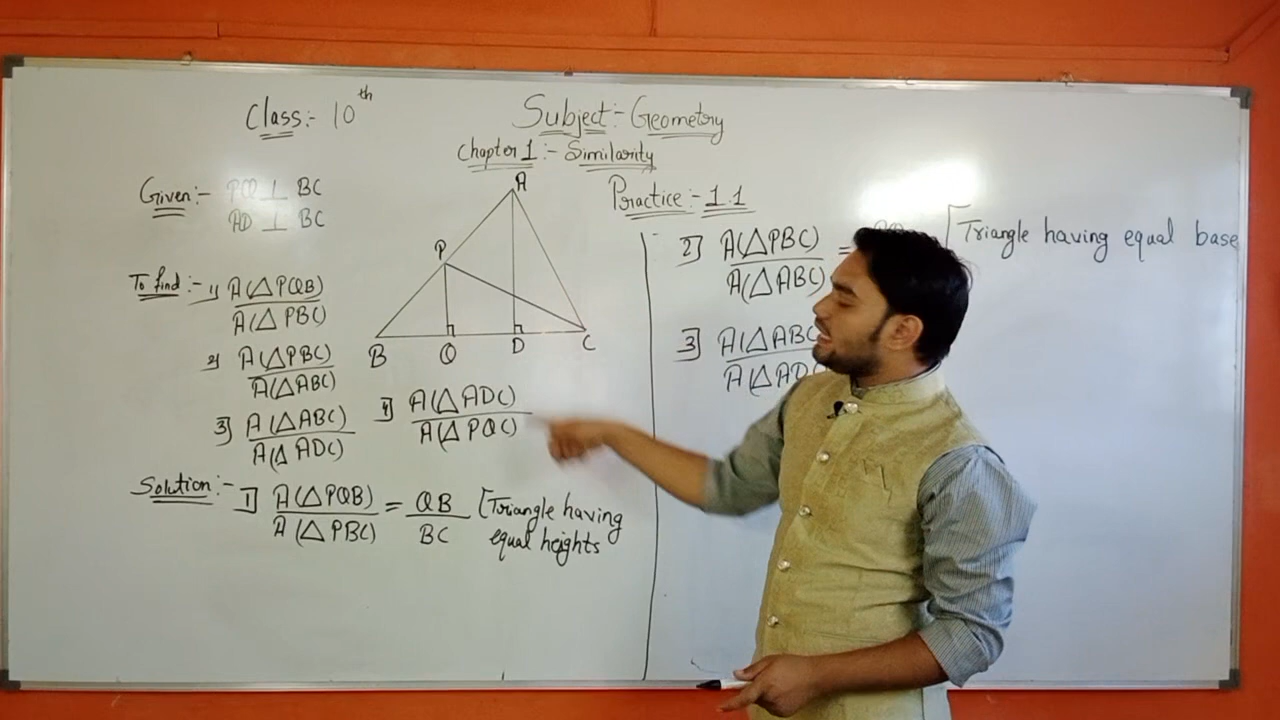 Class:- 10th
Subject:- Geometry
Chapter 1:- Similarity
Practice:- 1.1
Given:- PQ ⊥ BC
AD ⊥ BC
To find:- 1) A(△PQB)
A(△PBC)
2) A(△PBC)
A(△ABC)
3) A(△ABC)
A(△ADC)
4) A(△ADC)
A(△PQC)
A
P
B Q D C
Solution:- 1] A(△PQB) = QB [Triangle having
A(△PBC) BC equal heights
2] A(△PBC) = [Triangle having equal base
A(△ABC)
3] A(△ABC
A(△ADC